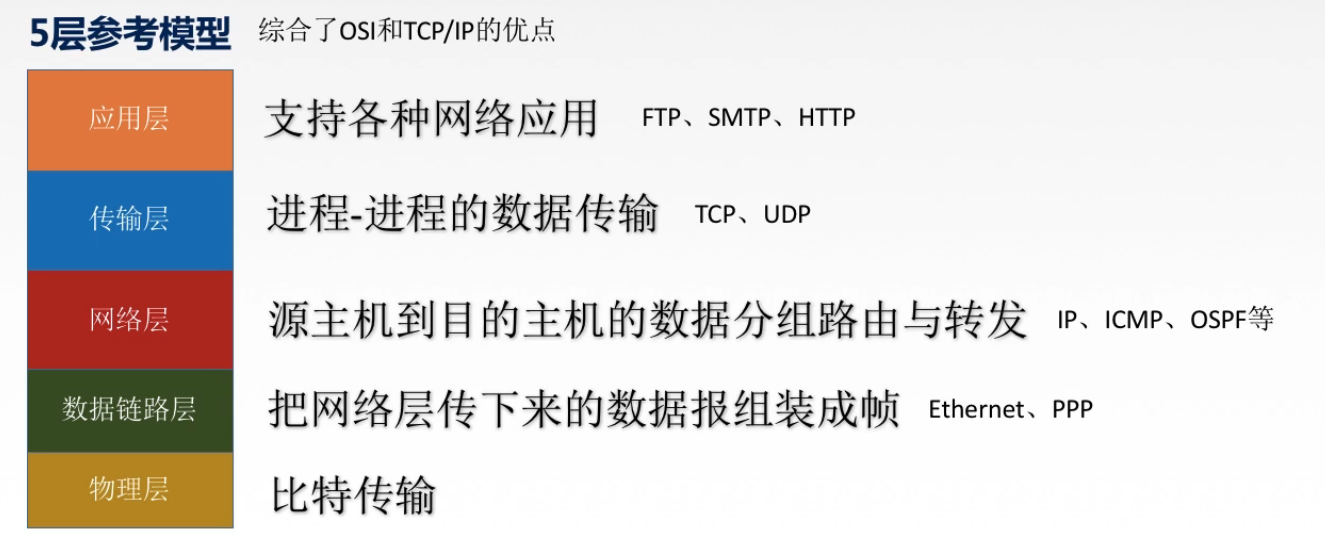 5层参考模型 综合了OSI和TCP/IP的优点
应用层 支持各种网络应用 FTP、SMTP、HTTP
传输层 进程-进程的数据传输 TCP、UDP
网络层 源主机到目的主机的数据分组路由与转发 IP、ICMP、OSPF等
数据链路层 把网络层传下来的数据报组装成帧 Ethernet、PPP
物理层 比特传输